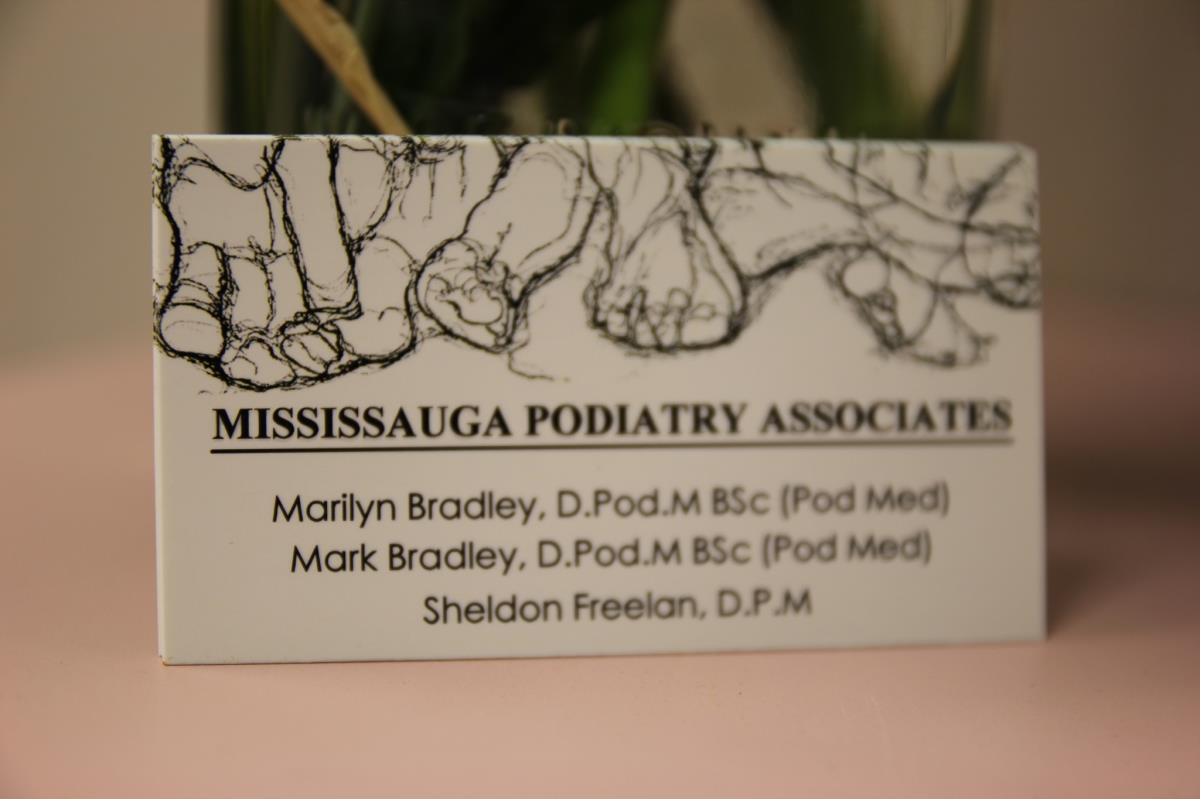 MISSISSAUGA PODIATRY ASSOCIATES
Marilyn Bradley, D.Pod.M BSc (Pod Med)
Mark Bradley, D.Pod.M BSc (Pod Med)
Sheldon Freelan, D.P.M